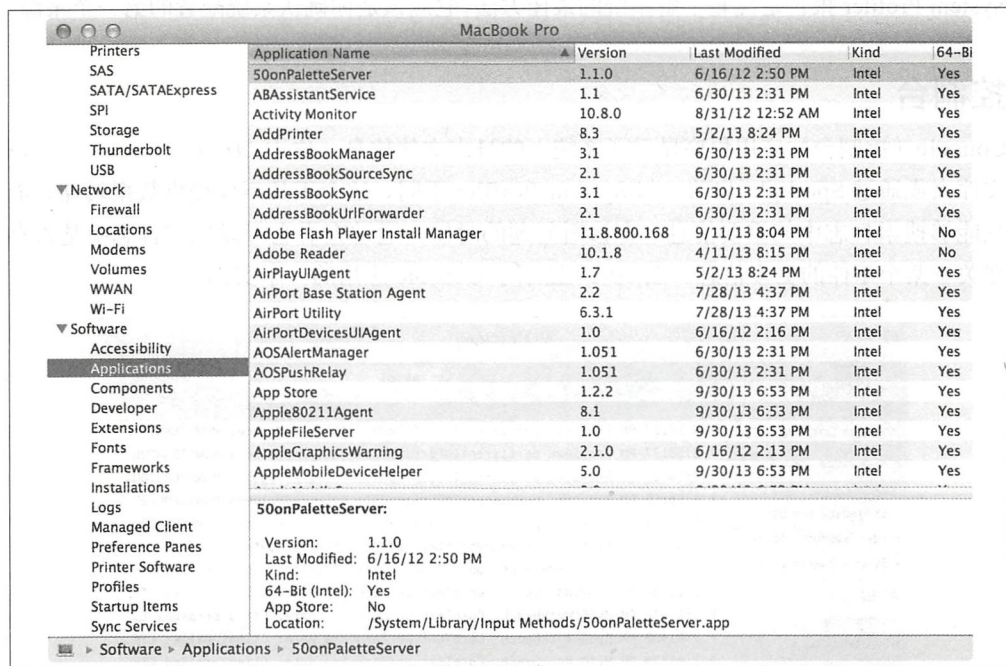 MacBook Pro
Printers
SAS
SATA/SATAExpress
SPI
Storage
Thunderbolt
USB
Network
Firewall
Locations
Modems
Volumes
WWAN
Wi-Fi
Software
Accessibility
Applications
Components
Developer
Extensions
Fonts
Frameworks
Installations
Logs
Managed Client
Preference Panes
Printer Software
Profiles
Startup Items
Sync Services
Application Name Version Last Modified Kind 64-Bi
50onPaletteServer 1.1.0 6/16/12 2:50 PM Intel Yes
ABAssistantService 1.1 6/30/13 2:31 PM Intel Yes
Activity Monitor 10.8.0 8/31/12 12:52 AM Intel Yes
AddPrinter 8.3 5/2/13 8:24 PM Intel Yes
AddressBookManager 3.1 6/30/13 2:31 PM Intel Yes
AddressBookSourceSync 2.1 6/30/13 2:31 PM Intel Yes
AddressBookSync 3.1 6/30/13 2:31 PM Intel Yes
AddressBookUrlForwarder 2.1 6/30/13 2:31 PM Intel Yes
Adobe Flash Player Install Manager 11.8.800.168 9/11/13 8:04 PM Intel No
Adobe Reader 10.1.8 4/11/13 8:15 PM Intel No
AirPlayUIAgent 1.7 5/2/13 8:24 PM Intel Yes
AirPort Base Station Agent 2.2 7/28/13 4:37 PM Intel Yes
AirPort Utility 6.3.1 7/28/13 4:37 PM Intel Yes
AirPortDevicesUIAgent 1.0 6/16/12 2:16 PM Intel Yes
AOSAlertManager 1.051 6/30/13 2:31 PM Intel Yes
AOSPushRelay 1.051 6/30/13 2:31 PM Intel Yes
App Store 1.2.2 9/30/13 6:53 PM Intel Yes
Apple80211Agent 8.1 9/30/13 6:53 PM Intel Yes
AppleFileServer 1.0 9/30/13 6:53 PM Intel Yes
AppleGraphicsWarning 2.1.0 6/16/12 2:13 PM Intel Yes
AppleMobileDeviceHelper 5.0 9/30/13 6:53 PM Intel Yes
50onPaletteServer:
Version: 1.1.0
Last Modified: 6/16/12 2:50 PM
Kind: Intel
64-Bit (Intel): Yes
App Store: No
Location: /System/Library/Input Methods/50onPaletteServer.app
Software ▸ Applications ▸ 50onPaletteServer